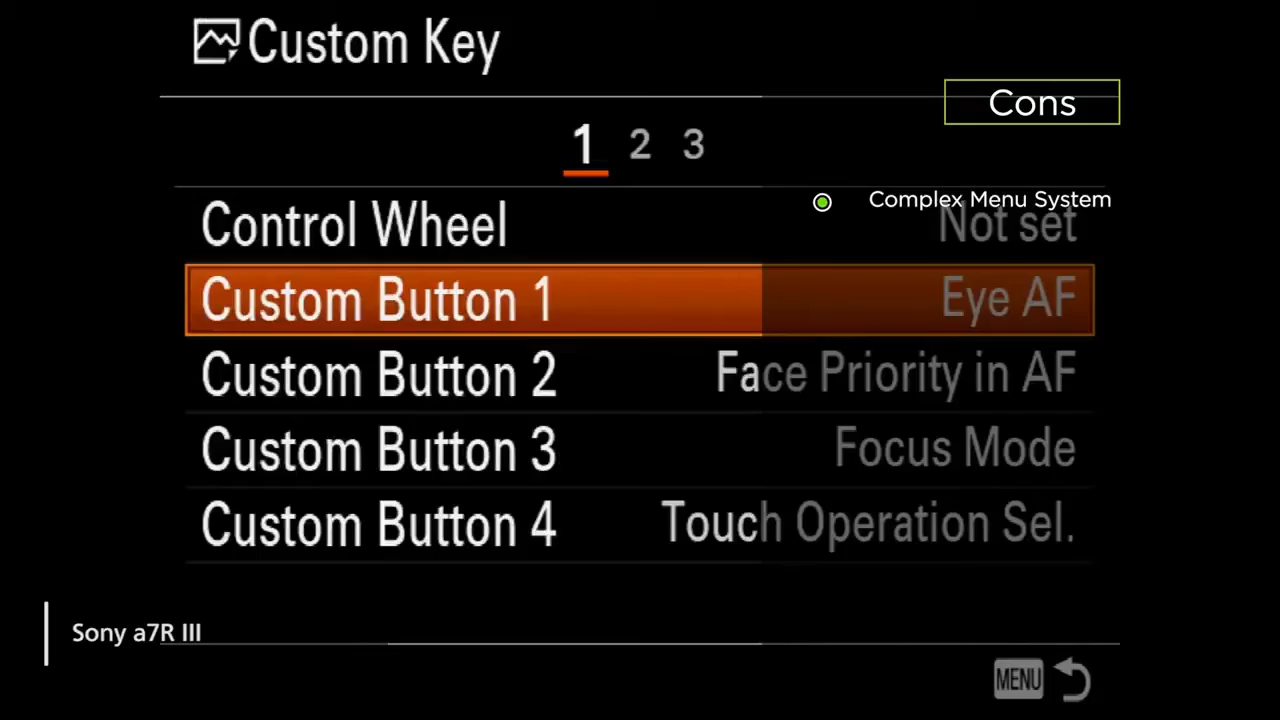 Custom Key
Cons
1 2 3
Complex Menu System
Control Wheel Not set
Custom Button 1 Eye AF
Custom Button 2 Face Priority in AF
Custom Button 3 Focus Mode
Custom Button 4 Touch Operation Sel.
Sony a7R III
MENU